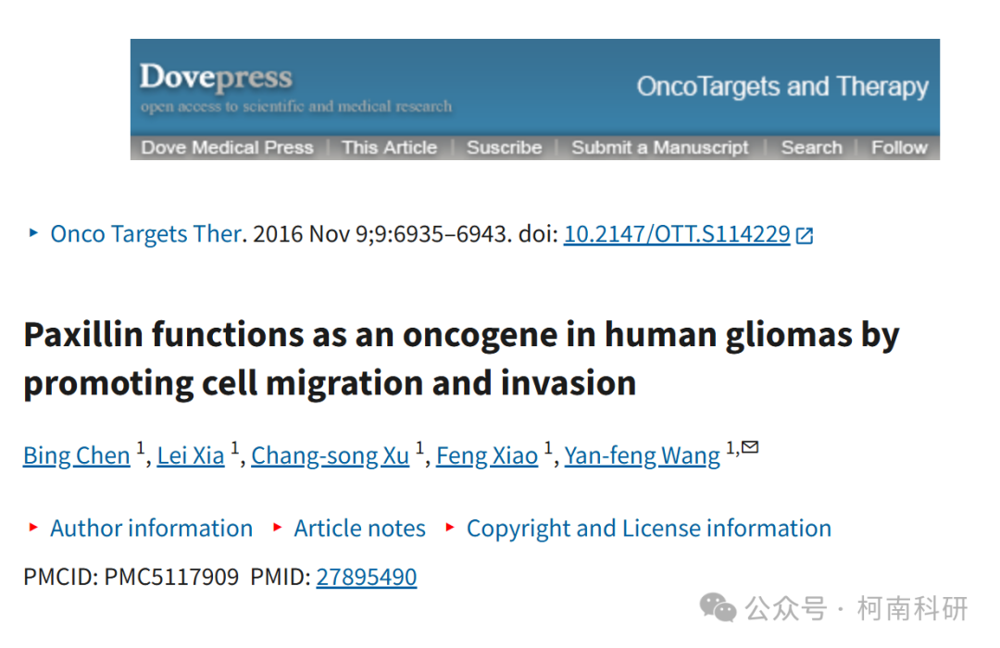 Dovepress
open access to scientific and medical research
OncoTargets and Therapy
Dove Medical Press | This Article | Suscribe | Submit a Manuscript | Search | Follow
▸ Onco Targets Ther. 2016 Nov 9;9:6935–6943. doi: 10.2147/OTT.S114229
Paxillin functions as an oncogene in human gliomas by
promoting cell migration and invasion
Bing Chen 1, Lei Xia 1, Chang-song Xu 1, Feng Xiao 1, Yan-feng Wang 1,✉
▸ Author information ▸ Article notes ▸ Copyright and License information
PMCID: PMC5117909 PMID: 27895490
公众号 · 柯南科研